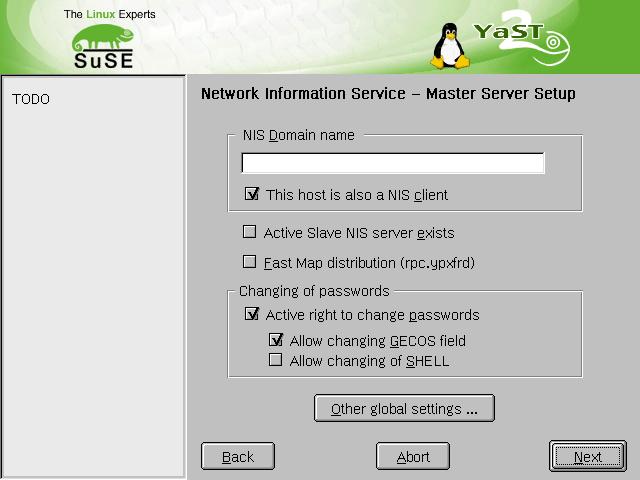 The Linux Experts
SuSE
YaST
2
TODO
Network Information Service – Master Server Setup
NIS Domain name
This host is also a NIS client
Active Slave NIS server exists
Fast Map distribution (rpc.ypxfrd)
Changing of passwords
Active right to change passwords
Allow changing GECOS field
Allow changing of SHELL
Other global settings ...
Back
Abort
Next